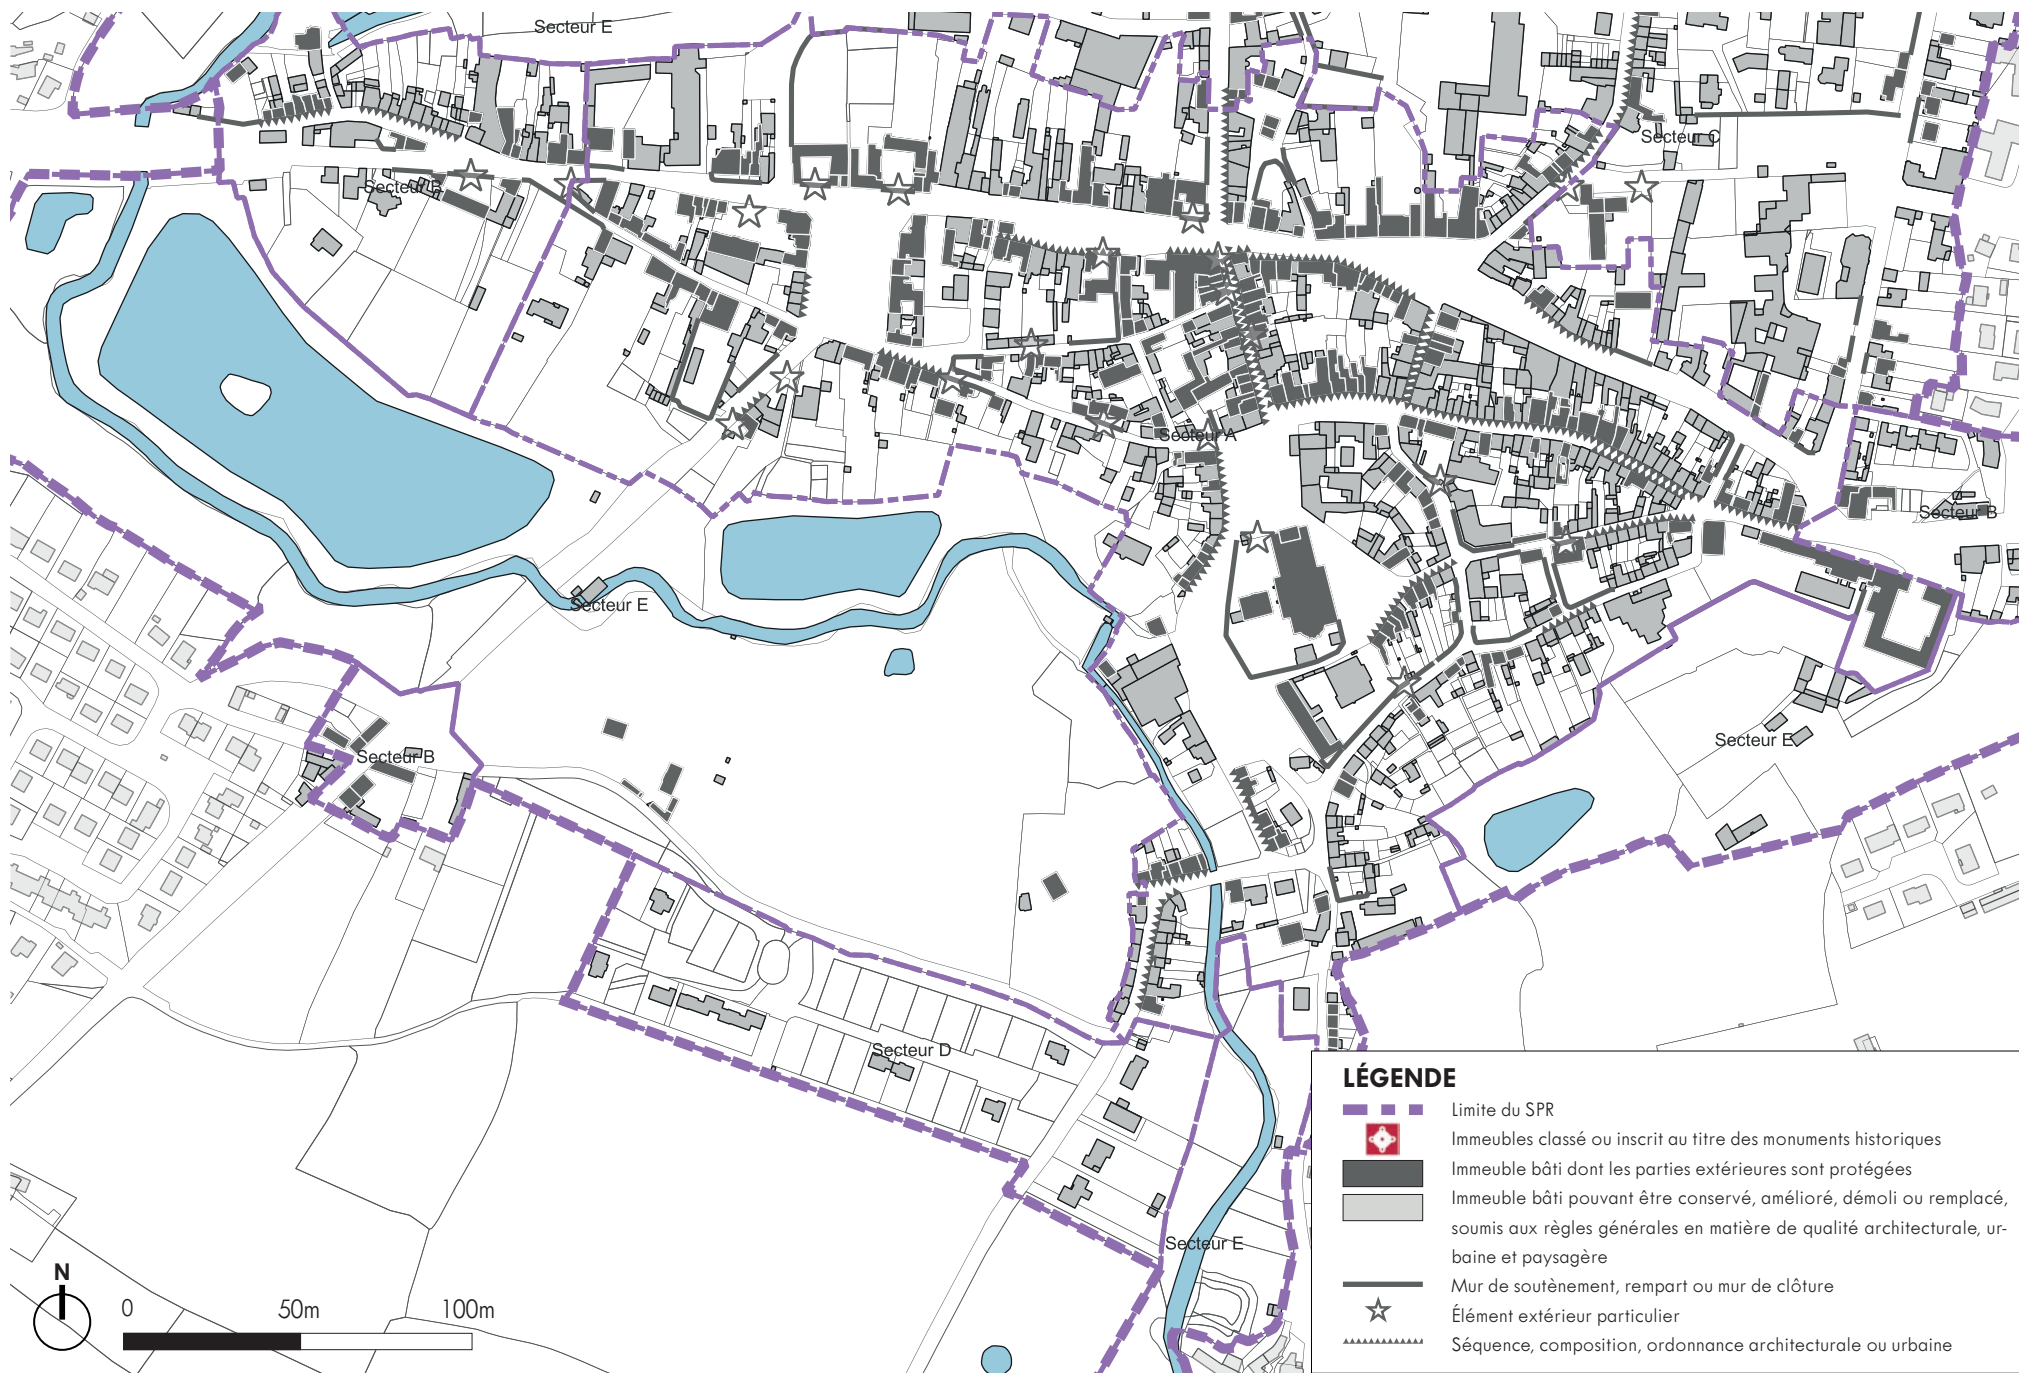 Secteur E
Secteur C
Secteur B
Secteur A
Secteur B
Secteur E
Secteur E
Secteur B
Secteur D
Secteur E
N
0 50m 100m
LÉGENDE
Limite du SPR
Immeubles classé ou inscrit au titre des monuments historiques
Immeuble bâti dont les parties extérieures sont protégées
Immeuble bâti pouvant être conservé, amélioré, démoli ou remplacé,
soumis aux règles générales en matière de qualité architecturale, ur-
baine et paysagère
Mur de soutènement, rempart ou mur de clôture
Élément extérieur particulier
Séquence, composition, ordonnance architecturale ou urbaine